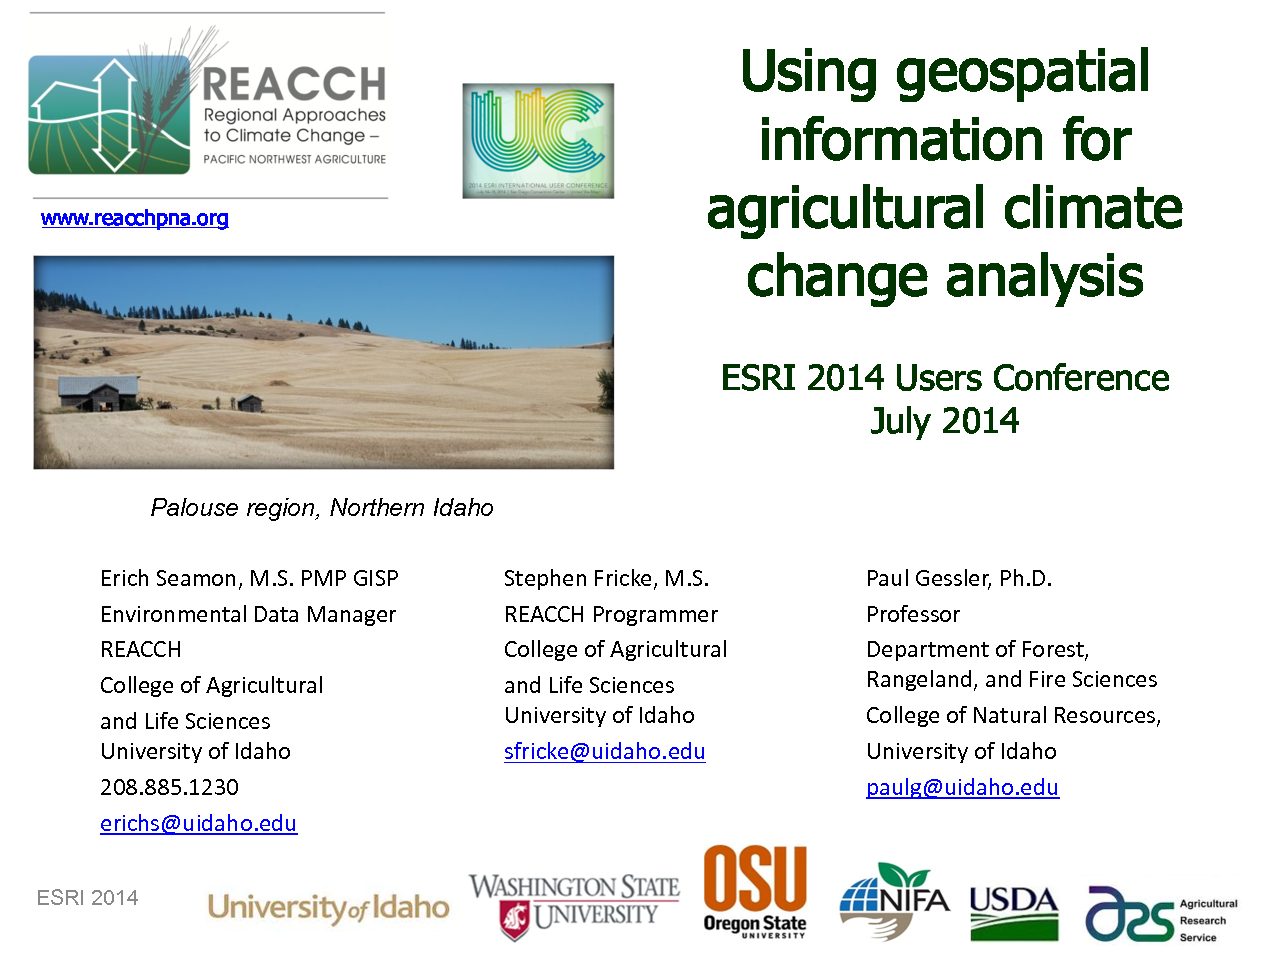 REACCH
Regional Approaches
to Climate Change –
PACIFIC NORTHWEST AGRICULTURE
www.reacchpna.org
UC
2014 ESRI INTERNATIONAL USER CONFERENCE
Using geospatial
information for
agricultural climate
change analysis
ESRI 2014 Users Conference
July 2014
Palouse region, Northern Idaho
Erich Seamon, M.S. PMP GISP
Environmental Data Manager
REACCH
College of Agricultural
and Life Sciences
University of Idaho
208.885.1230
erichs@uidaho.edu
Stephen Fricke, M.S.
REACCH Programmer
College of Agricultural
and Life Sciences
University of Idaho
sfricke@uidaho.edu
Paul Gessler, Ph.D.
Professor
Department of Forest,
Rangeland, and Fire Sciences
College of Natural Resources,
University of Idaho
paulg@uidaho.edu
ESRI 2014
University of Idaho
WASHINGTON STATE
UNIVERSITY
OSU
Oregon State
UNIVERSITY
NIFA
USDA
ARS
Agricultural
Research
Service